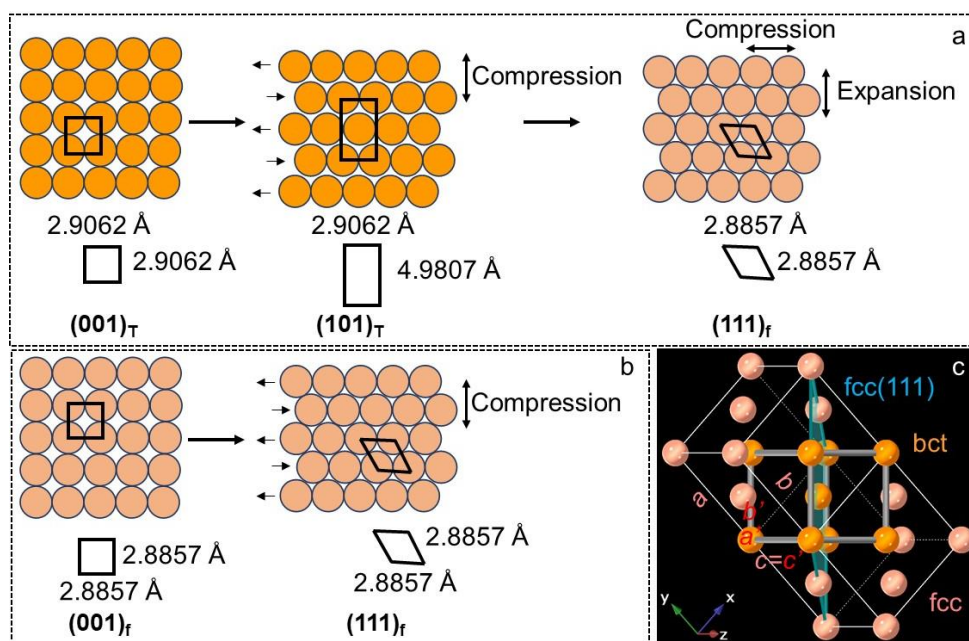 a
Compression
Compression
Expansion
2.9062 Å
2.9062 Å
(001)T
2.9062 Å
4.9807 Å
(101)T
2.8857 Å
2.8857 Å
(111)f
b
Compression
2.8857 Å
2.8857 Å
(001)f
2.8857 Å
2.8857 Å
(111)f
c
fcc(111)
bct
a
b
b'
a'
c=c'
fcc
y
x
z